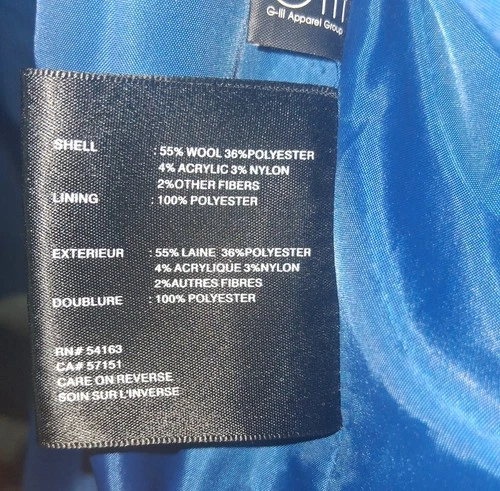 G-III Apparel Group
SHELL : 55% WOOL 36%POLYESTER
4% ACRYLIC 3% NYLON
2%OTHER FIBERS
LINING : 100% POLYESTER
EXTERIEUR : 55% LAINE 36%POLYESTER
4% ACRYLIQUE 3%NYLON
2%AUTRES FIBRES
DOUBLURE : 100% POLYESTER
RN# 54163
CA# 57151
CARE ON REVERSE
SOIN SUR L'INVERSE